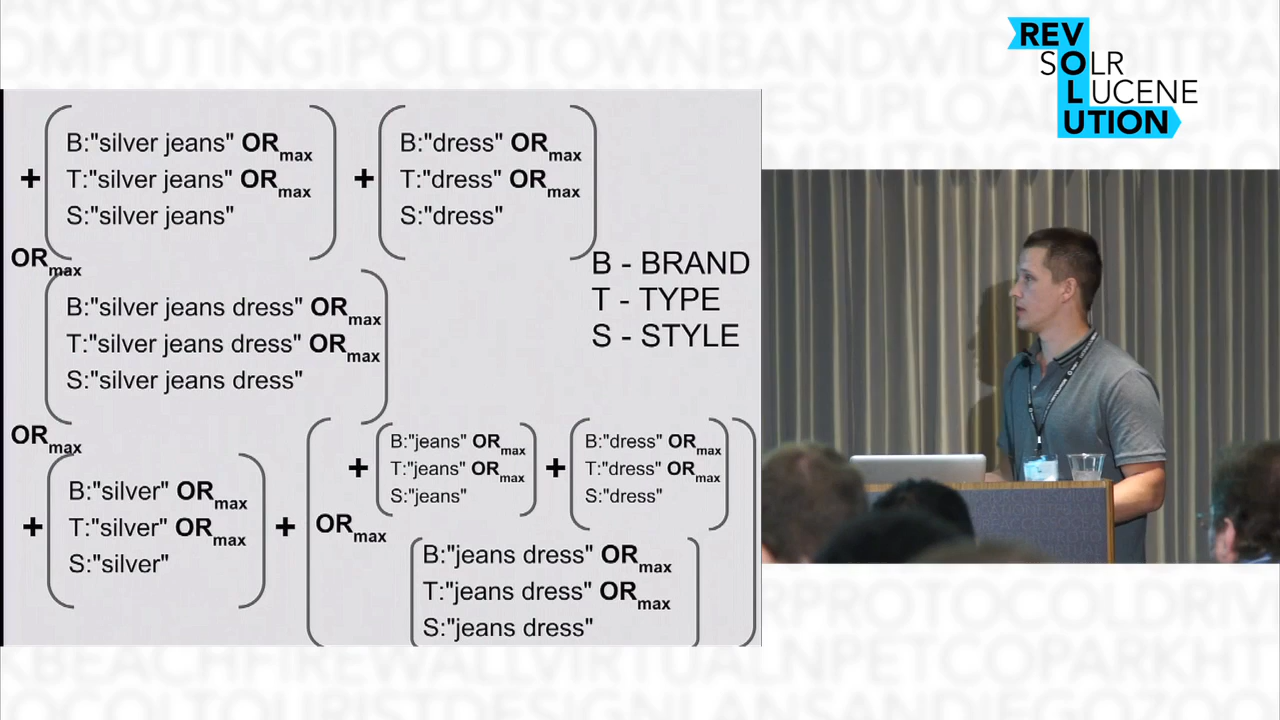 REV
SOLR
LUCENE
UTION
B:"silver jeans" ORmax
T:"silver jeans" ORmax
S:"silver jeans"
+
+
B:"dress" ORmax
T:"dress" ORmax
S:"dress"
ORmax
B:"silver jeans dress" ORmax
T:"silver jeans dress" ORmax
S:"silver jeans dress"
B - BRAND
T - TYPE
S - STYLE
ORmax
+
B:"silver" ORmax
T:"silver" ORmax
S:"silver"
+
+
B:"jeans" ORmax
T:"jeans" ORmax
S:"jeans"
+
B:"dress" ORmax
T:"dress" ORmax
S:"dress"
ORmax
B:"jeans dress" ORmax
T:"jeans dress" ORmax
S:"jeans dress"